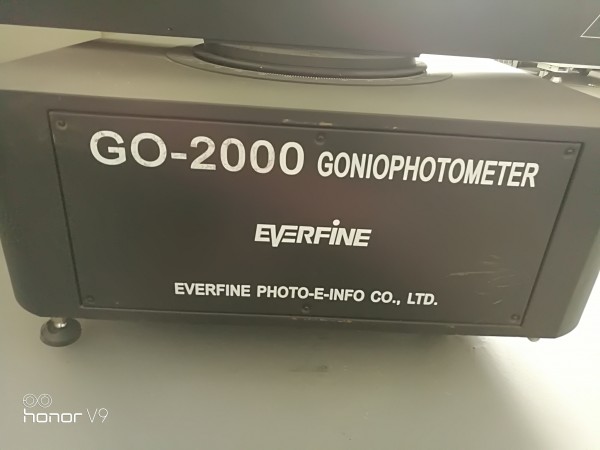 GO-2000 GONIOPHOTOMETER
EVERFINE
EVERFINE PHOTO-E-INFO CO., LTD.
honor V9